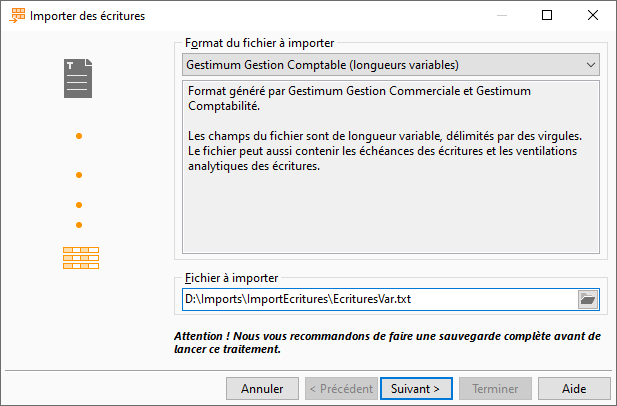 Importer des écritures
Format du fichier à importer
Gestimum Gestion Comptable (longueurs variables)
Format généré par Gestimum Gestion Commerciale et Gestimum
Comptabilité.
Les champs du fichier sont de longueur variable, délimités par des virgules.
Le fichier peut aussi contenir les échéances des écritures et les ventilations
analytiques des écritures.
Fichier à importer
D:\Imports\ImportEcritures\EcrituresVar.txt
Attention ! Nous vous recommandons de faire une sauvegarde complète avant de
lancer ce traitement.
Annuler
< Précédent
Suivant >
Terminer
Aide